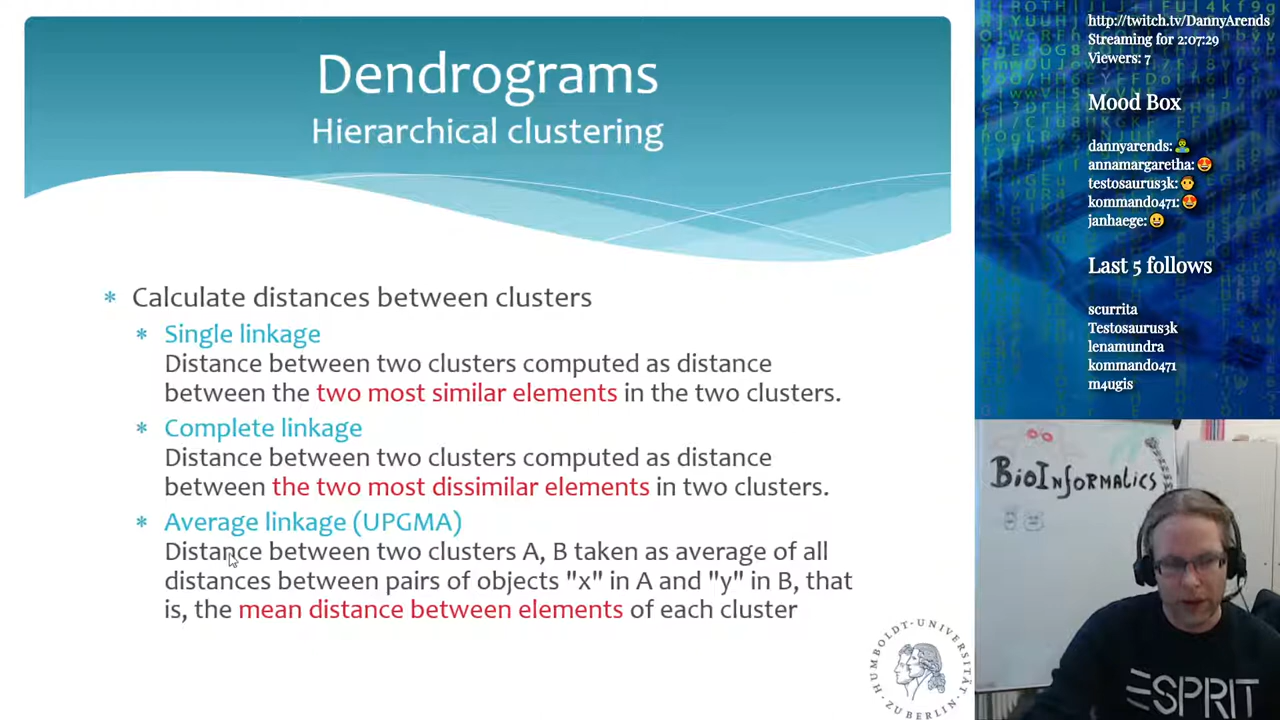 Dendrograms
Hierarchical clustering
* Calculate distances between clusters
* Single linkage
Distance between two clusters computed as distance
between the two most similar elements in the two clusters.
* Complete linkage
Distance between two clusters computed as distance
between the two most dissimilar elements in two clusters.
* Average linkage (UPGMA)
Distance between two clusters A, B taken as average of all
distances between pairs of objects "x" in A and "y" in B, that
is, the mean distance between elements of each cluster
HUMBOLDT-UNIVERSITÄT
ZU BERLIN
http://twitch.tv/DannyArends
Streaming for 2:07:29
Viewers: 7
Mood Box
dannyarends:
annamargaretha:
testosaurus3k:
kommando471:
janhaege:
Last 5 follows
scurrita
Testosaurus3k
lenamundra
kommando471
m4ugis
BioInformatics
ESPRIT